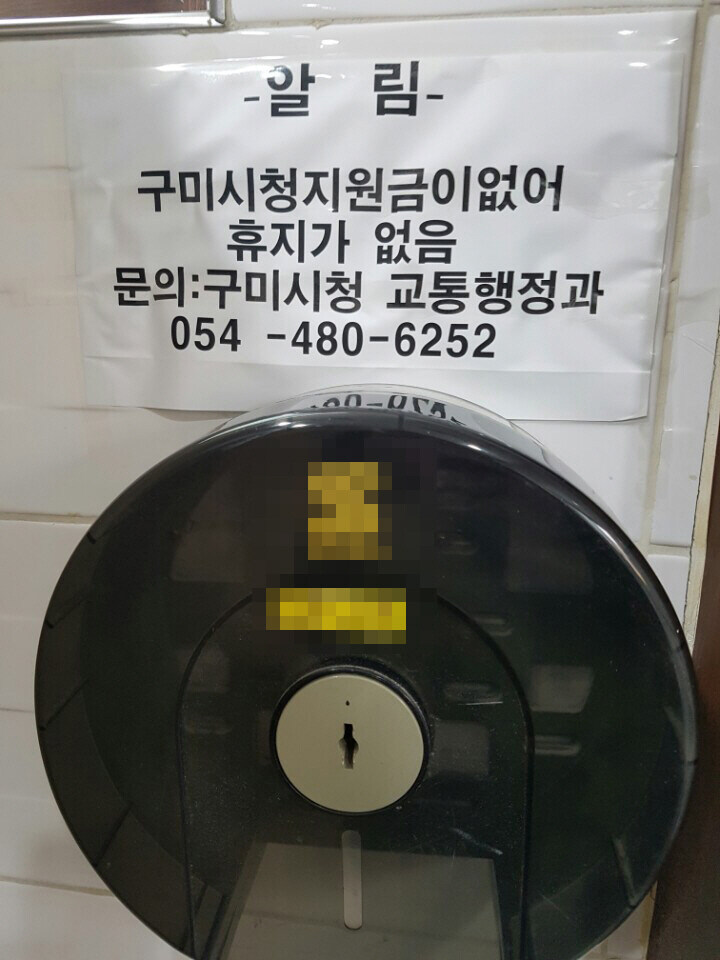 -알 림-
구미시청지원금이없어
휴지가 없음
문의:구미시청 교통행정과
054 -480-6252